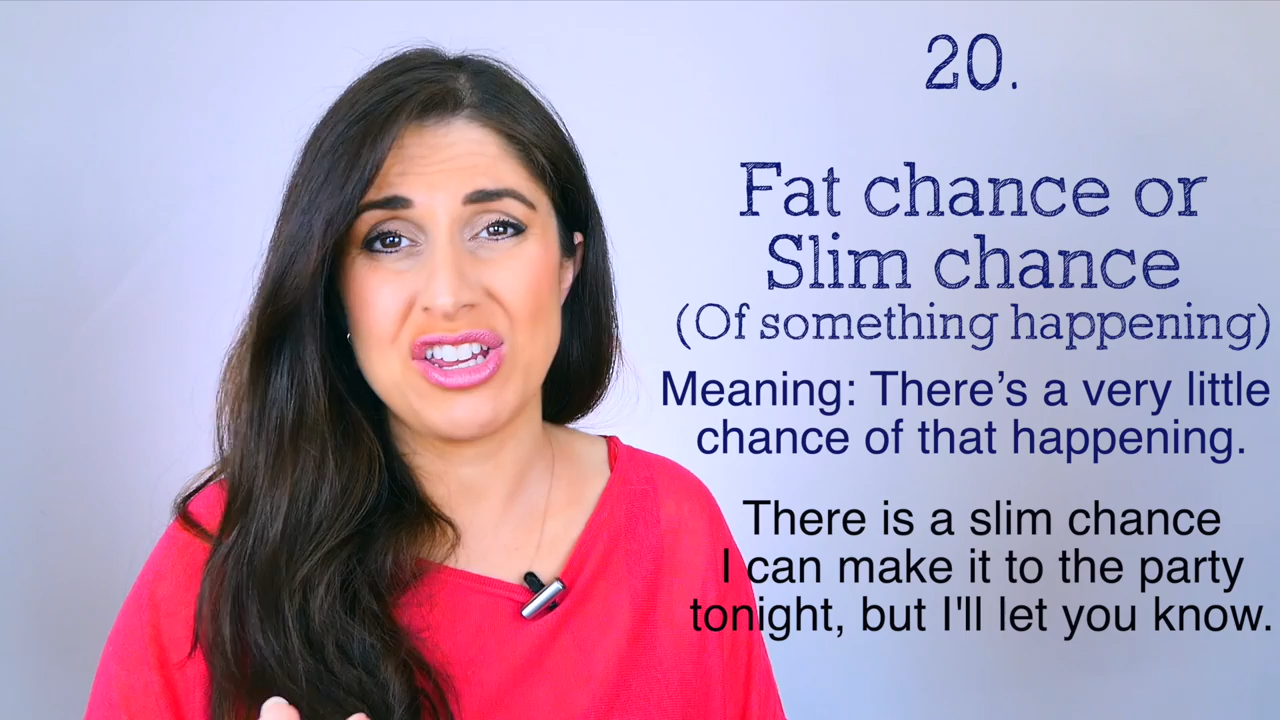 20.
Fat chance or
Slim chance
(Of something happening)
Meaning: There’s a very little
chance of that happening.
There is a slim chance
I can make it to the party
tonight, but I'll let you know.